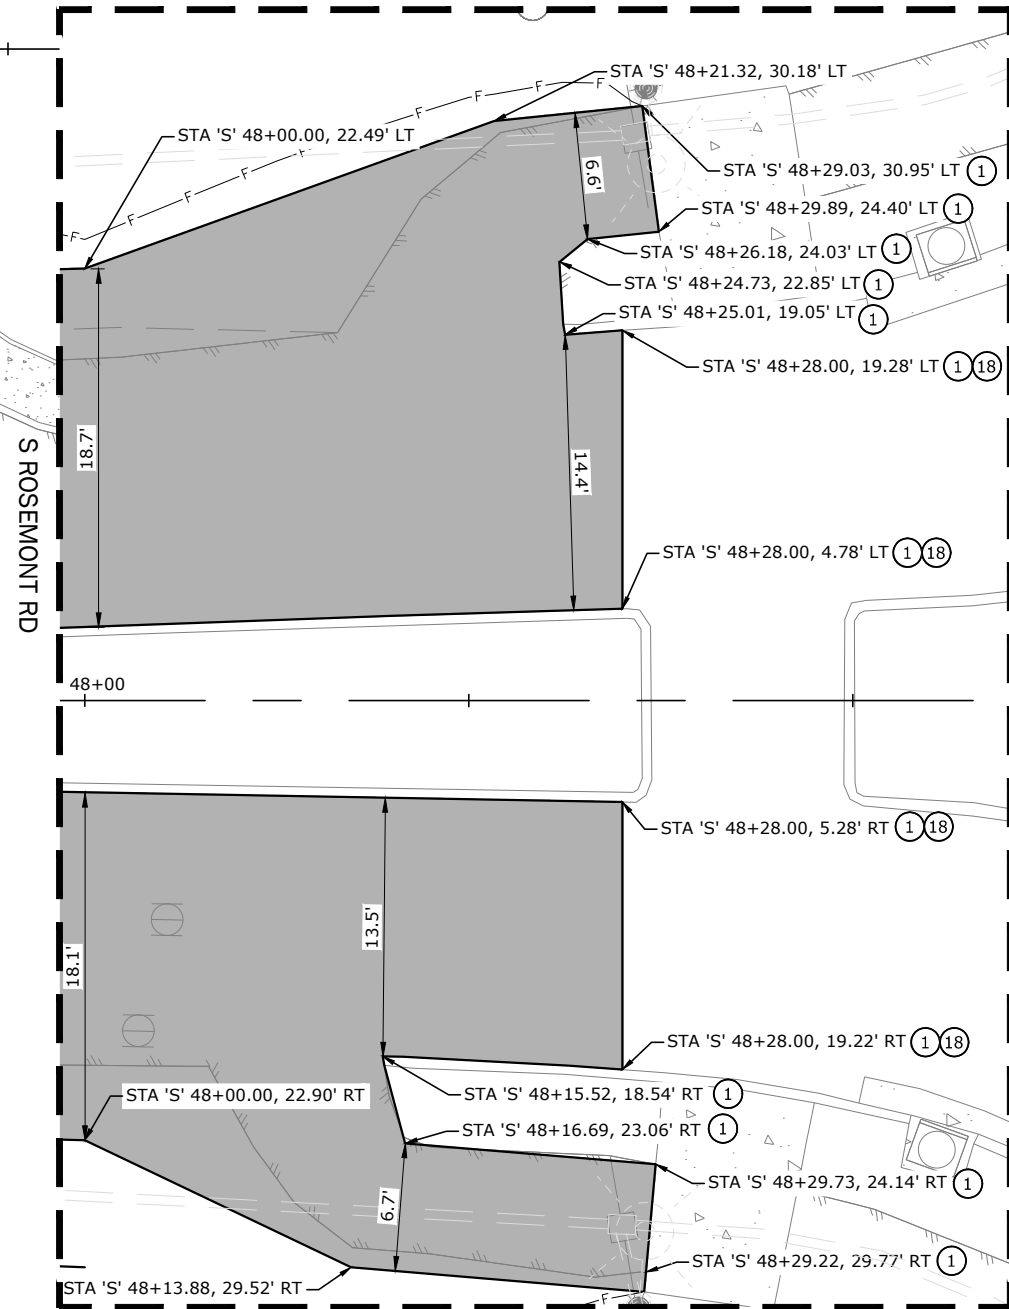 STA 'S' 48+21.32, 30.18' LT
STA 'S' 48+00.00, 22.49' LT
F
F
F
F
F
F
F
STA 'S' 48+29.03, 30.95' LT 1
6.6'
STA 'S' 48+29.89, 24.40' LT 1
STA 'S' 48+26.18, 24.03' LT 1
STA 'S' 48+24.73, 22.85' LT 1
STA 'S' 48+25.01, 19.05' LT 1
STA 'S' 48+28.00, 19.28' LT 1 18
18.7'
14.4'
S ROSEMONT RD
STA 'S' 48+28.00, 4.78' LT 1 18
48+00
STA 'S' 48+28.00, 5.28' RT 1 18
13.5'
18.1'
STA 'S' 48+28.00, 19.22' RT 1 18
STA 'S' 48+00.00, 22.90' RT
STA 'S' 48+15.52, 18.54' RT 1
STA 'S' 48+16.69, 23.06' RT 1
STA 'S' 48+29.73, 24.14' RT 1
6.7'
STA 'S' 48+29.22, 29.77' RT 1
STA 'S' 48+13.88, 29.52' RT
F